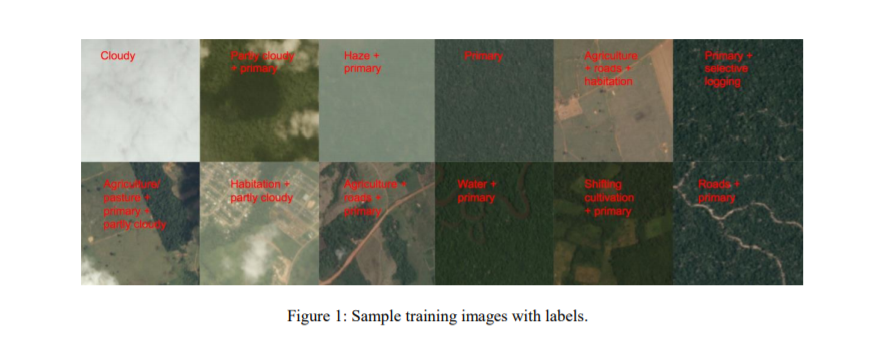 Cloudy
Partly cloudy
+ primary
Haze +
primary
Primary
Agriculture
+ roads +
habitation
Primary +
selective
logging
Agriculture/
pasture +
primary +
partly cloudy
Habitation +
partly cloudy
Agriculture +
roads +
primary
Water +
primary
Shifting
cultivation
+ primary
Roads +
primary
Figure 1: Sample training images with labels.